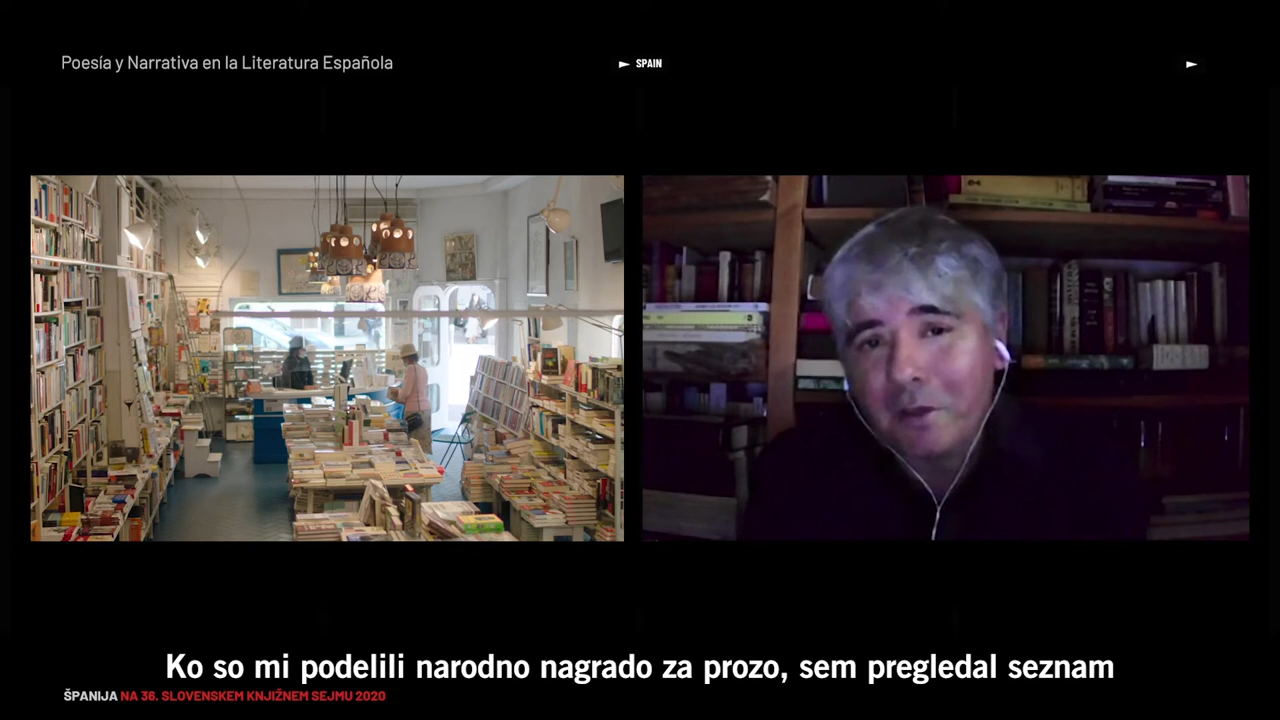 Poesía y Narrativa en la Literatura Española
SPAIN
Ko so mi podelili narodno nagrado za prozo, sem pregledal seznam
ŠPANIJA NA 36. SLOVENSKEM KNJIŽNEM SEJMU 2020